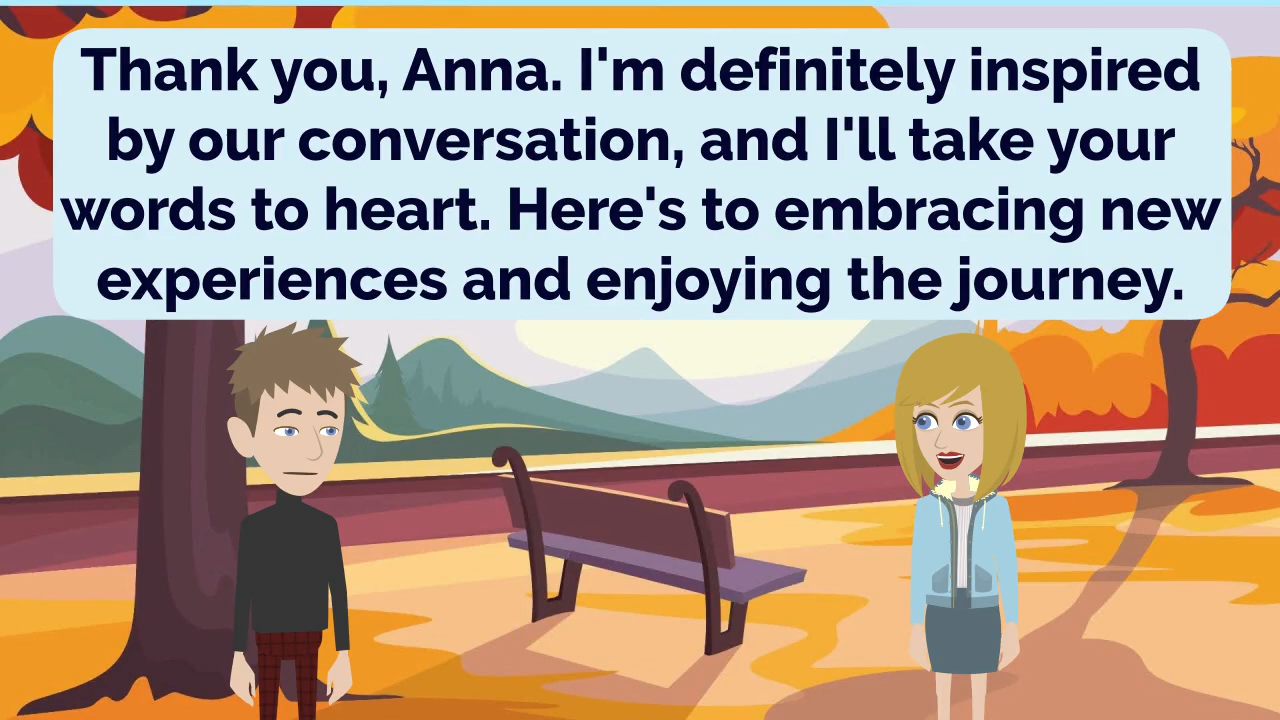 Thank you, Anna. I'm definitely inspired
by our conversation, and I'll take your
words to heart. Here's to embracing new
experiences and enjoying the journey.